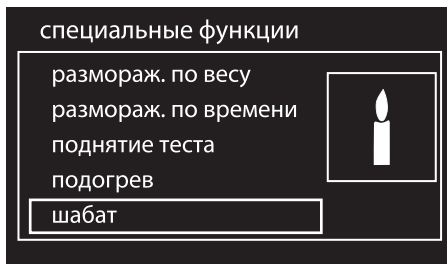 специальные функции
размораж. по весу
размораж. по времени
поднятие теста
подогрев
шабат